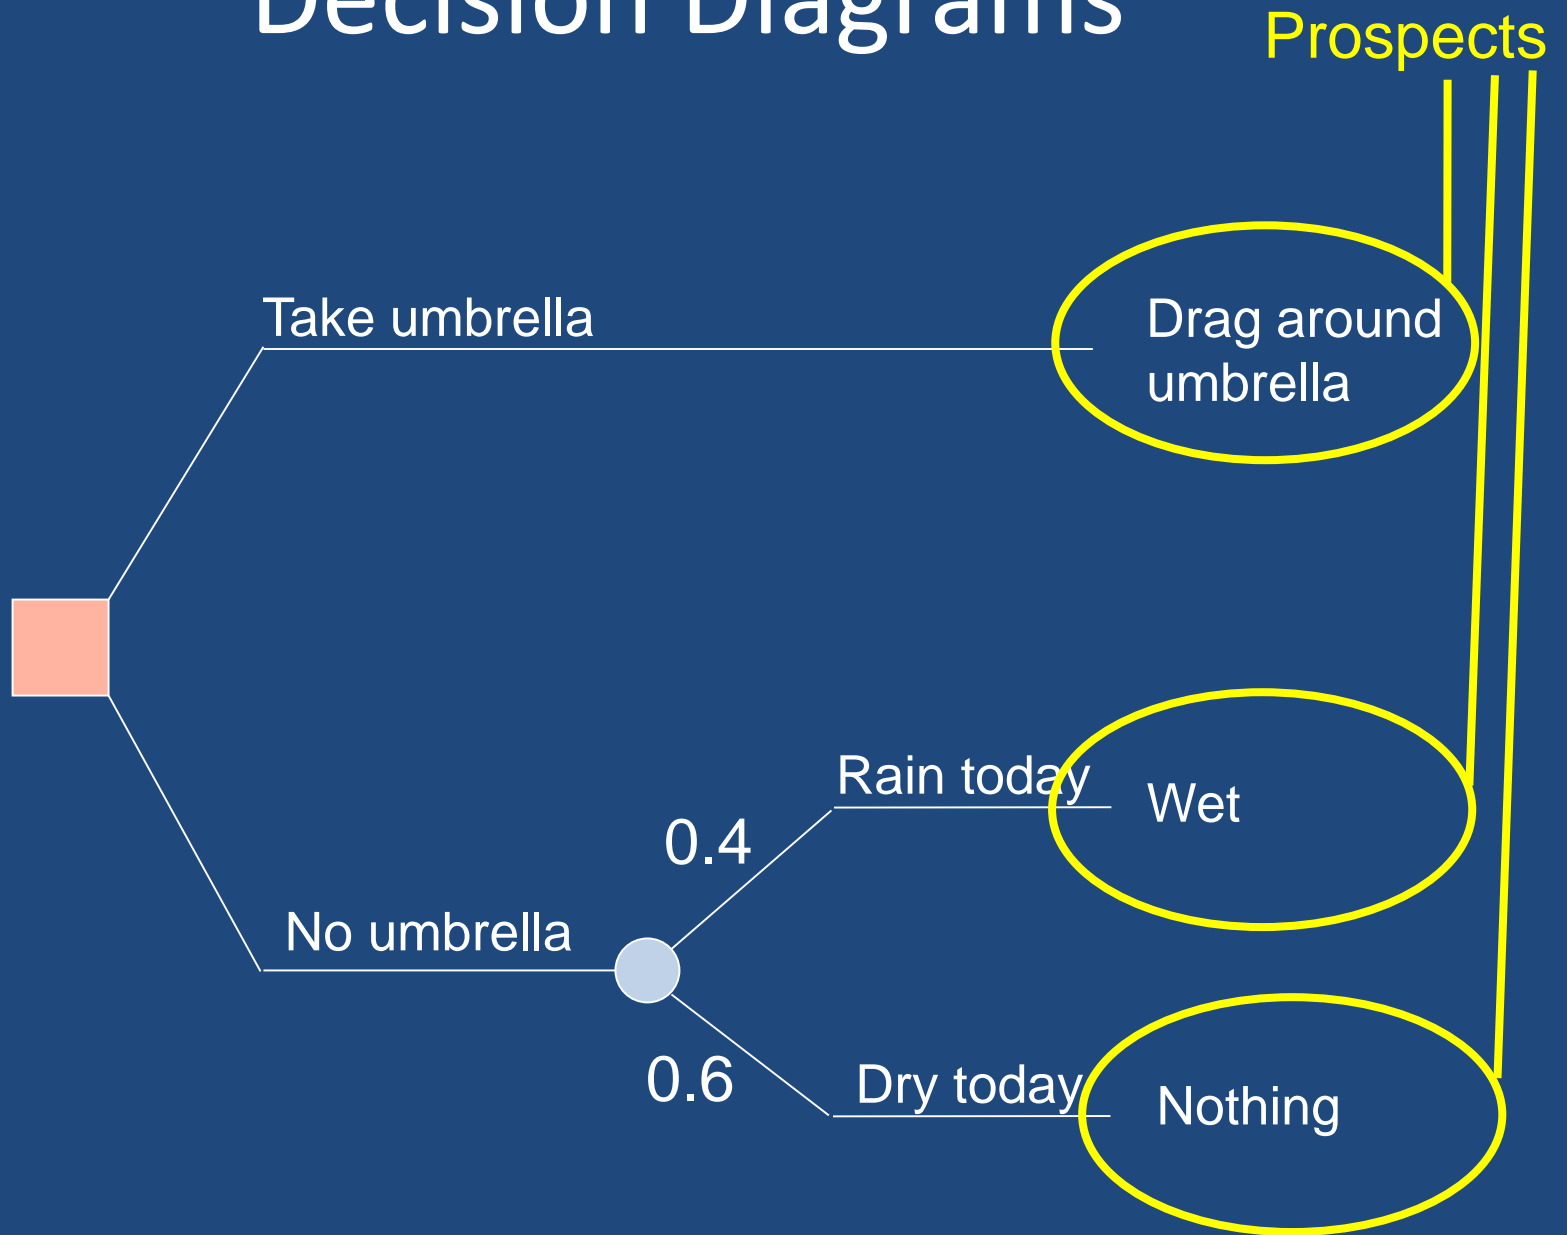 Decision Diagrams
Prospects
Take umbrella
Drag around
umbrella
Rain today
Wet
0.4
No umbrella
0.6
Dry today
Nothing